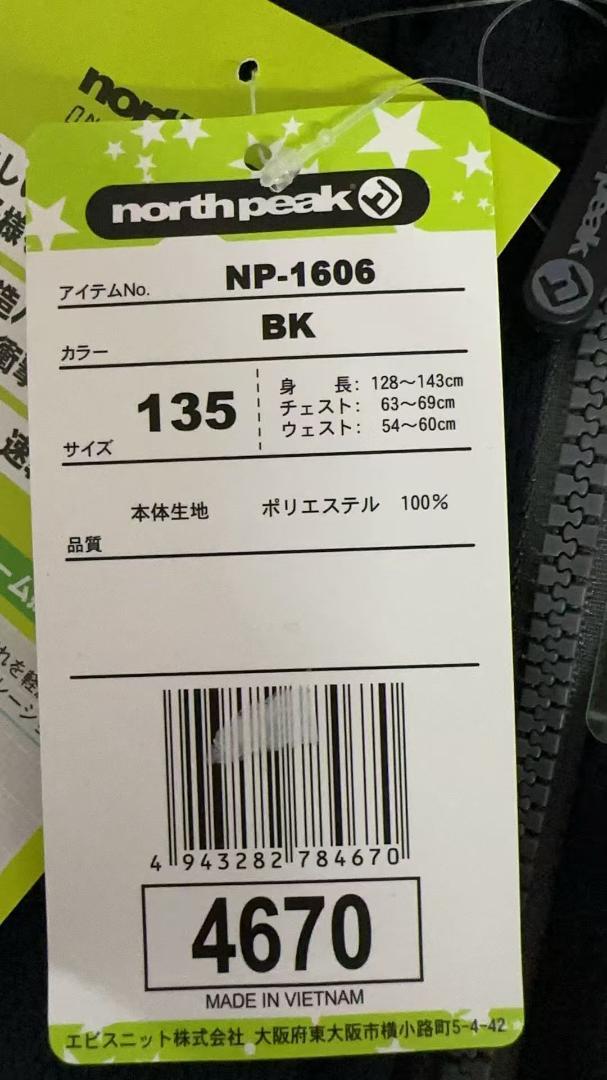 north
northpeak
アイテムNo. NP-1606
カラー BK
サイズ 135
身 長: 128～143cm
チェスト: 63～69cm
ウェスト: 54～60cm
品質 本体生地 ポリエステル 100%
4 943282 784670
4670
MADE IN VIETNAM
エビスニット株式会社 大阪府東大阪市横小路町5-4-42
peak